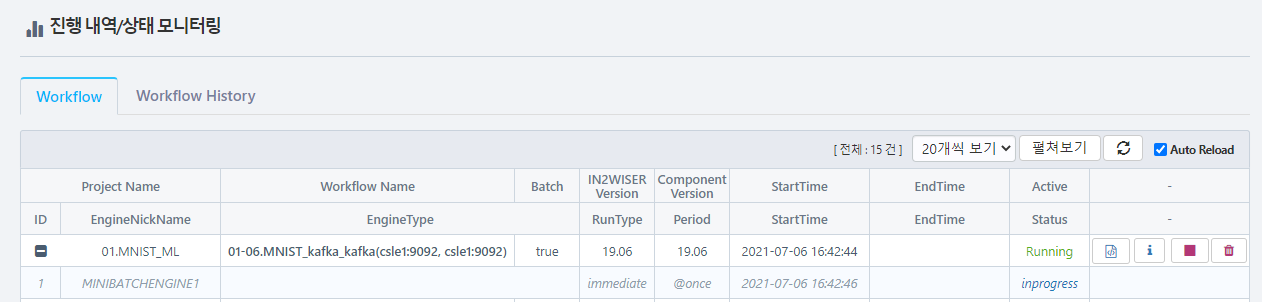 진행 내역/상태 모니터링
Workflow Workflow History
[ 전체 : 15 건 ] 20개씩 보기 펼쳐보기 Auto Reload
Project Name Workflow Name Batch IN2WISER Version Component Version StartTime EndTime Active -
ID EngineNickName EngineType RunType Period StartTime EndTime Status -
01.MNIST_ML 01-06.MNIST_kafka_kafka(csle1:9092, csle1:9092) true 19.06 19.06 2021-07-06 16:42:44 Running
1 MINIBATCHENGINE1 immediate @once 2021-07-06 16:42:46 inprogress